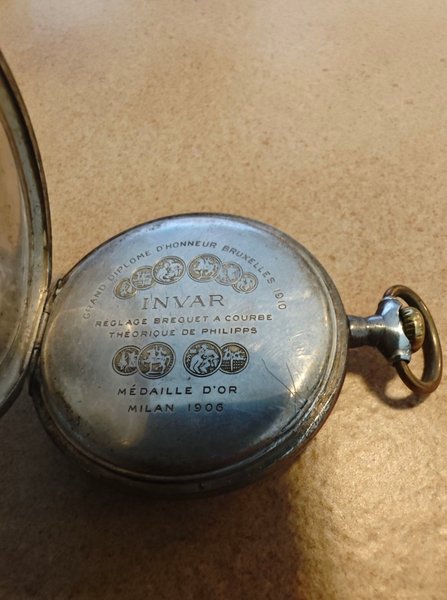 GRAND DIPLOME D'HONNEUR BRUXELLES 1910
INVAR
RÉGLAGE BREGUET A COURBE
THÉORIQUE DE PHILIPPS
MÉDAILLE D'OR
MILAN 1906